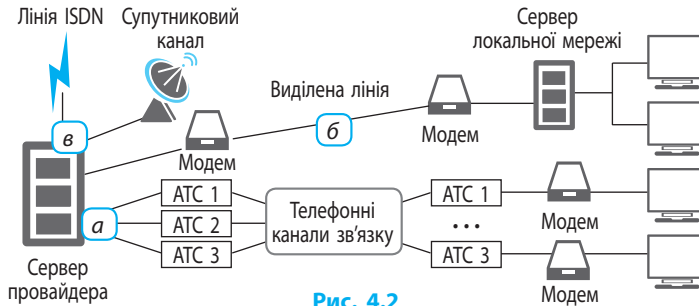 Лінія ISDN
Супутниковий
канал
Сервер
локальної мережі
Виділена лінія
в
б
Модем
Модем
а
АТС 1
АТС 2
АТС 3
Телефонні
канали зв'язку
АТС 1
...
АТС 3
Модем
Модем
Сервер
провайдера
Рис. 4.2